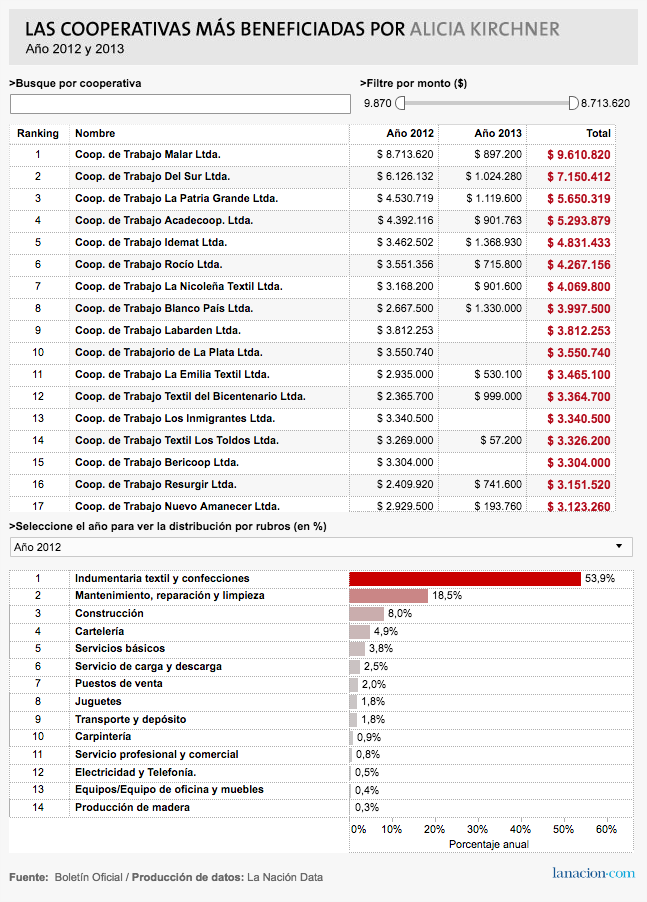 LAS COOPERATIVAS MÁS BENEFICIADAS POR ALICIA KIRCHNER
Año 2012 y 2013
>Busque por cooperativa
>Filtre por monto ($)
9.870 8.713.620
Ranking Nombre Año 2012 Año 2013 Total
1 Coop. de Trabajo Malar Ltda. $ 8.713.620 $ 897.200 $ 9.610.820
2 Coop. de Trabajo Del Sur Ltda. $ 6.126.132 $ 1.024.280 $ 7.150.412
3 Coop. de Trabajo La Patria Grande Ltda. $ 4.530.719 $ 1.119.600 $ 5.650.319
4 Coop. de Trabajo Acadecoop. Ltda. $ 4.392.116 $ 901.763 $ 5.293.879
5 Coop. de Trabajo Idemat Ltda. $ 3.462.502 $ 1.368.930 $ 4.831.433
6 Coop. de Trabajo Rocío Ltda. $ 3.551.356 $ 715.800 $ 4.267.156
7 Coop. de Trabajo La Nicoleña Textil Ltda. $ 3.168.200 $ 901.600 $ 4.069.800
8 Coop. de Trabajo Blanco País Ltda. $ 2.667.500 $ 1.330.000 $ 3.997.500
9 Coop. de Trabajo Labarden Ltda. $ 3.812.253 $ 3.812.253
10 Coop. de Trabajorio de La Plata Ltda. $ 3.550.740 $ 3.550.740
11 Coop. de Trabajo La Emilia Textil Ltda. $ 2.935.000 $ 530.100 $ 3.465.100
12 Coop. de Trabajo Textil del Bicentenario Ltda. $ 2.365.700 $ 999.000 $ 3.364.700
13 Coop. de Trabajo Los Inmigrantes Ltda. $ 3.340.500 $ 3.340.500
14 Coop. de Trabajo Textil Los Toldos Ltda. $ 3.269.000 $ 57.200 $ 3.326.200
15 Coop. de Trabajo Bericoop Ltda. $ 3.304.000 $ 3.304.000
16 Coop. de Trabajo Resurgir Ltda. $ 2.409.920 $ 741.600 $ 3.151.520
17 Coop. de Trabajo Nuevo Amanecer Ltda. $ 2.929.500 $ 193.760 $ 3.123.260
>Seleccione el año para ver la distribución por rubros (en %)
Año 2012
1 Indumentaria textil y confecciones 53,9%
2 Mantenimiento, reparación y limpieza 18,5%
3 Construcción 8,0%
4 Cartelería 4,9%
5 Servicios básicos 3,8%
6 Servicio de carga y descarga 2,5%
7 Puestos de venta 2,0%
8 Juguetes 1,8%
9 Transporte y depósito 1,8%
10 Carpintería 0,9%
11 Servicio profesional y comercial 0,8%
12 Electricidad y Telefonía. 0,5%
13 Equipos/Equipo de oficina y muebles 0,4%
14 Producción de madera 0,3%
0% 10% 20% 30% 40% 50% 60%
Porcentaje anual
Fuente: Boletín Oficial / Producción de datos: La Nación Data
lanacion.com